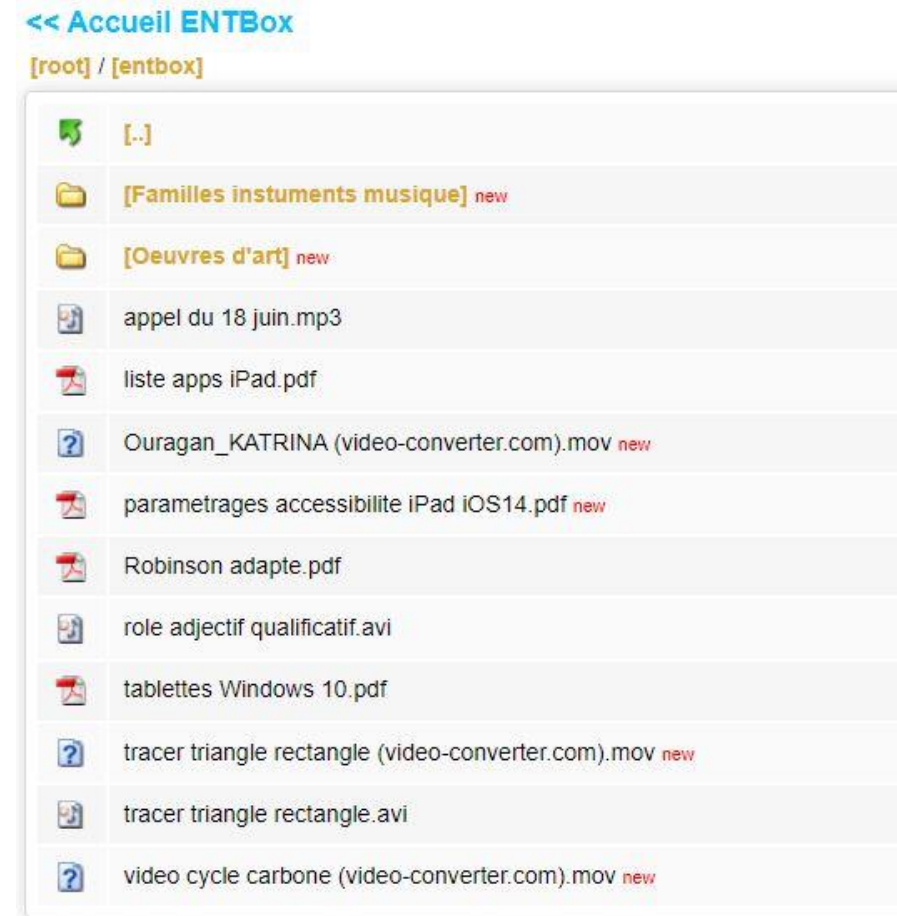 << Accueil ENTBox
[root] / [entbox]
[..]
[Familles instuments musique] new
[Oeuvres d'art] new
appel du 18 juin.mp3
liste apps iPad.pdf
Ouragan_KATRINA (video-converter.com).mov new
parametrages accessibilite iPad iOS14.pdf new
Robinson adapte.pdf
role adjectif qualificatif.avi
tablettes Windows 10.pdf
tracer triangle rectangle (video-converter.com).mov new
tracer triangle rectangle.avi
video cycle carbone (video-converter.com).mov new